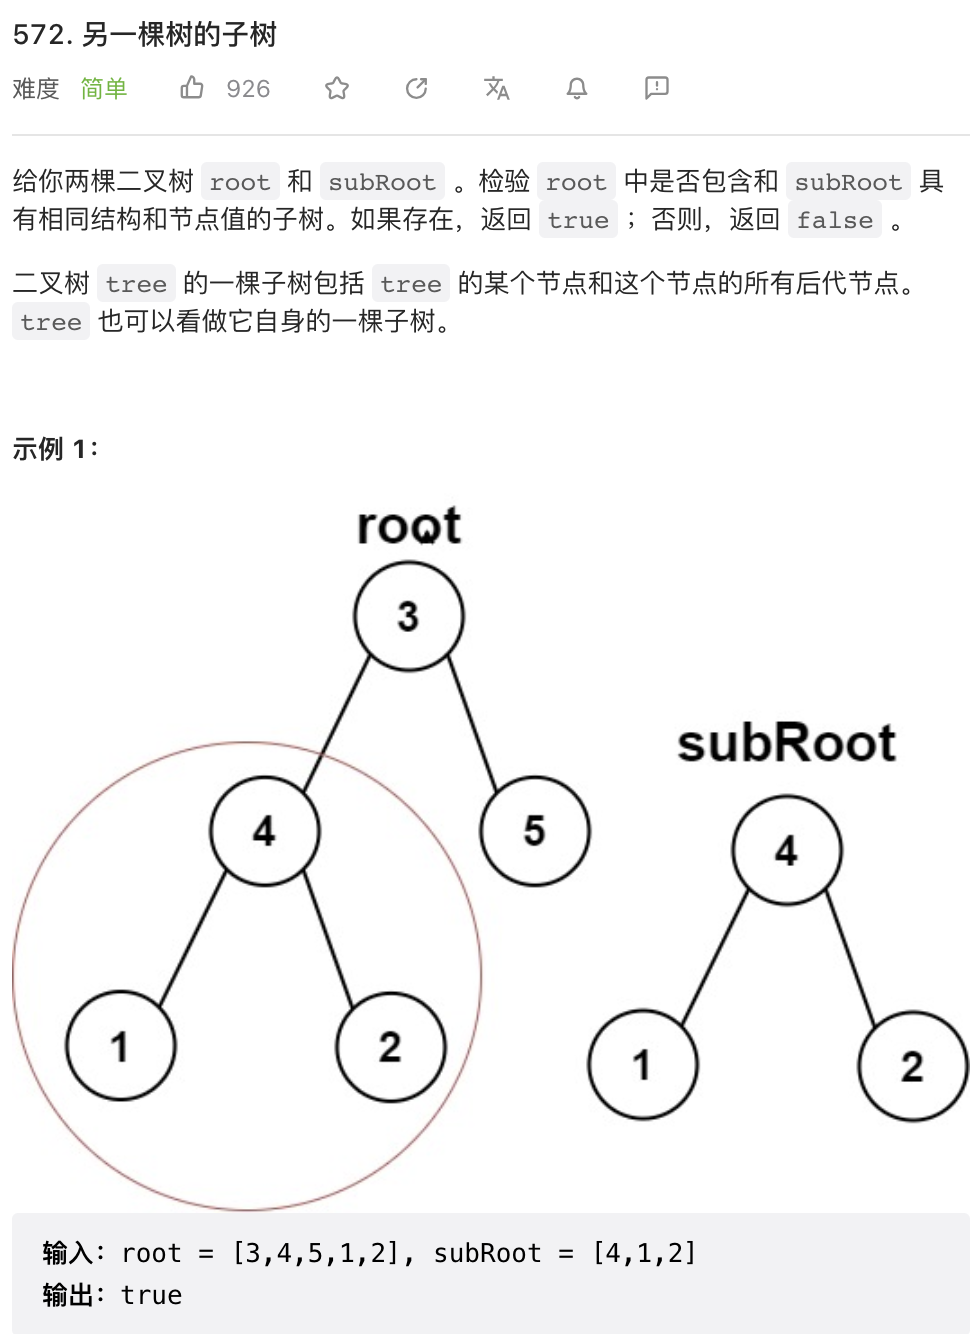 572. 另一棵树的子树
难度 简单 926
给你两棵二叉树 root 和 subRoot 。检验 root 中是否包含和 subRoot 具
有相同结构和节点值的子树。如果存在，返回 true ；否则，返回 false 。
二叉树 tree 的一棵子树包括 tree 的某个节点和这个节点的所有后代节点。
tree 也可以看做它自身的一棵子树。
示例 1：
root
3
subRoot
4
5
4
1
2
1
2
输入：root = [3,4,5,1,2], subRoot = [4,1,2]
输出：true